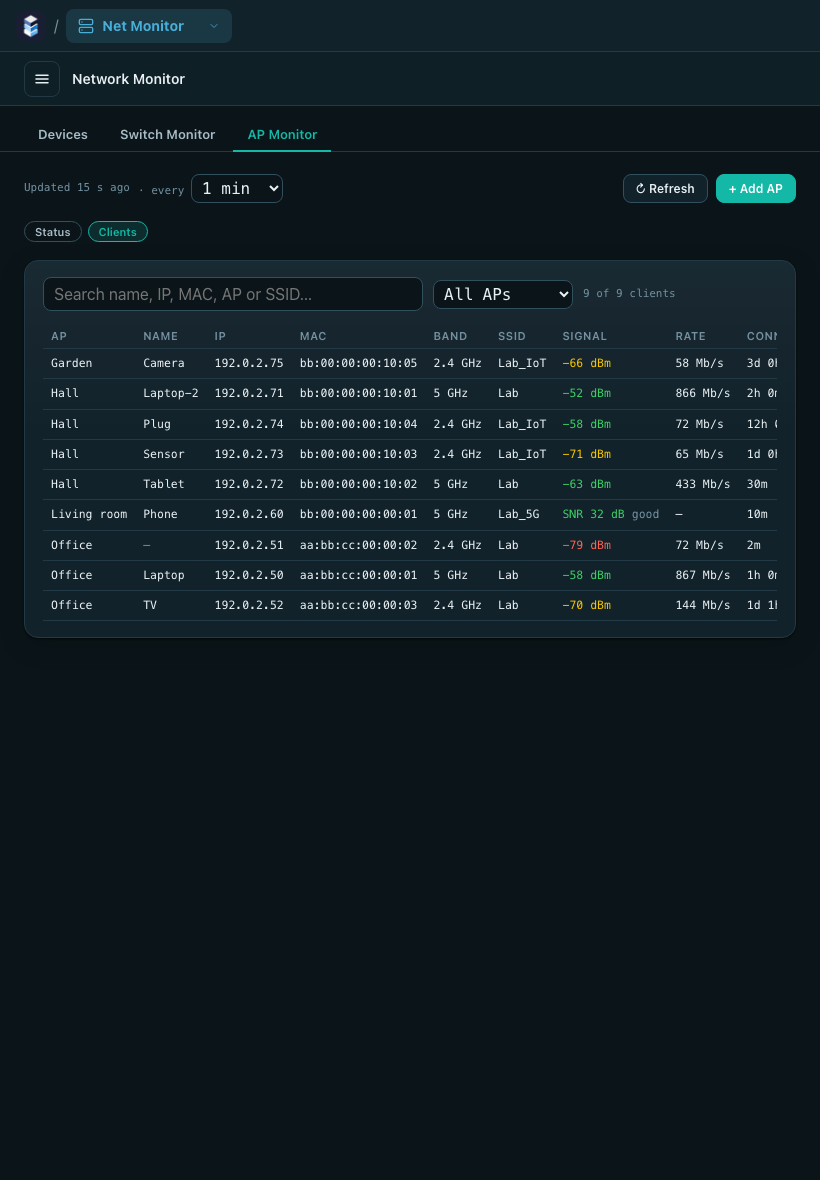 / Net Monitor
Network Monitor
Devices Switch Monitor AP Monitor
Updated 15 s ago · every 1 min ↻ Refresh + Add AP
Status Clients
Search name, IP, MAC, AP or SSID... All APs 9 of 9 clients
AP NAME IP MAC BAND SSID SIGNAL RATE
Garden Camera 192.0.2.75 bb:00:00:00:10:05 2.4 GHz Lab_IoT −66 dBm 58 Mb/s 3d
Hall Laptop−2 192.0.2.71 bb:00:00:00:10:01 5 GHz Lab −52 dBm 866 Mb/s 2h
Hall Plug 192.0.2.74 bb:00:00:00:10:04 2.4 GHz Lab_IoT −58 dBm 72 Mb/s 12h
Hall Sensor 192.0.2.73 bb:00:00:00:10:03 2.4 GHz Lab_IoT −71 dBm 65 Mb/s 1d
Hall Tablet 192.0.2.72 bb:00:00:00:10:02 5 GHz Lab −63 dBm 433 Mb/s 30m
Living room Phone 192.0.2.60 bb:00:00:00:00:01 5 GHz Lab_5G SNR 32 dB good — 10m
Office — 192.0.2.51 aa:bb:cc:00:00:02 2.4 GHz Lab −79 dBm 72 Mb/s 2m
Office Laptop 192.0.2.50 aa:bb:cc:00:00:01 5 GHz Lab −58 dBm 867 Mb/s 1h
Office TV 192.0.2.52 aa:bb:cc:00:00:03 2.4 GHz Lab −70 dBm 144 Mb/s 1d